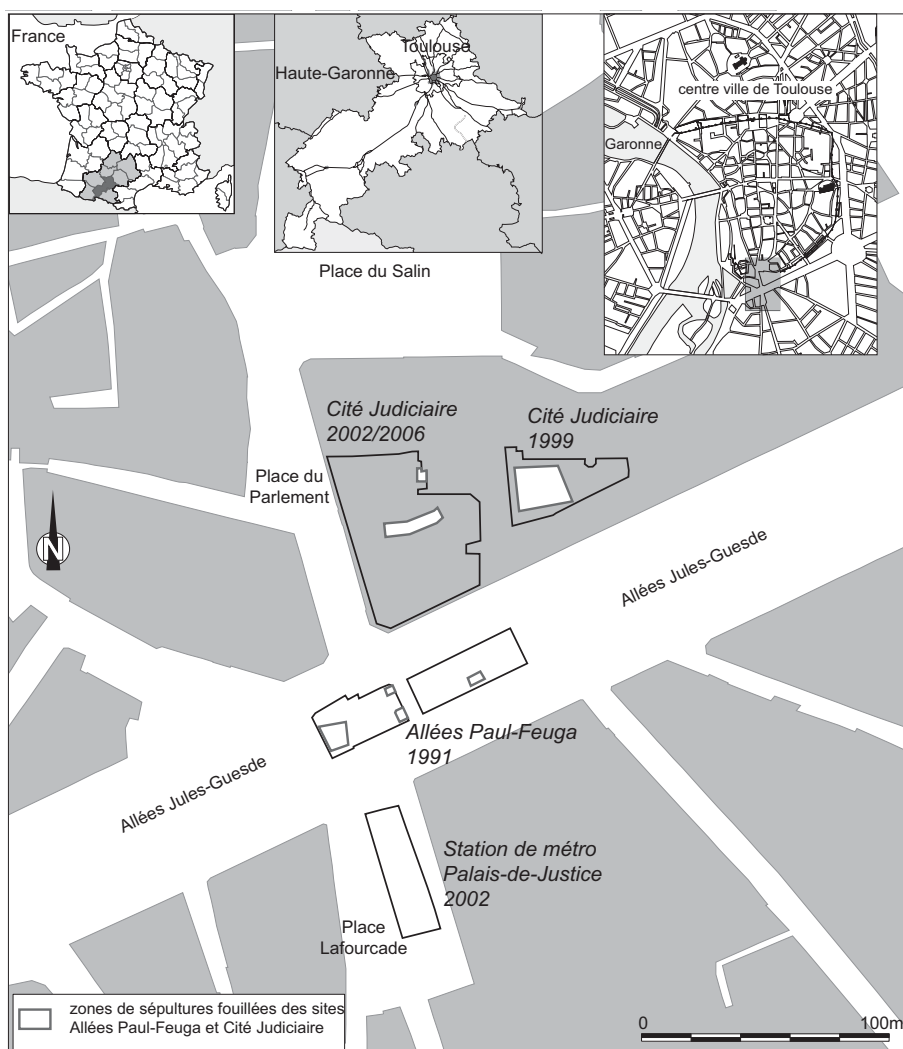 France
Toulouse
Haute-Garonne
centre ville de Toulouse
Garonne
Place du Salin
Cité Judiciaire
2002/2006
Cité Judiciaire
1999
Place du
Parlement
N
Allées Jules-Guesde
Allées Paul-Feuga
1991
Allées Jules-Guesde
Station de métro
Palais-de-Justice
2002
Place
Lafourcade
zones de sépultures fouillées des sites
Allées Paul-Feuga et Cité Judiciaire
0
100m